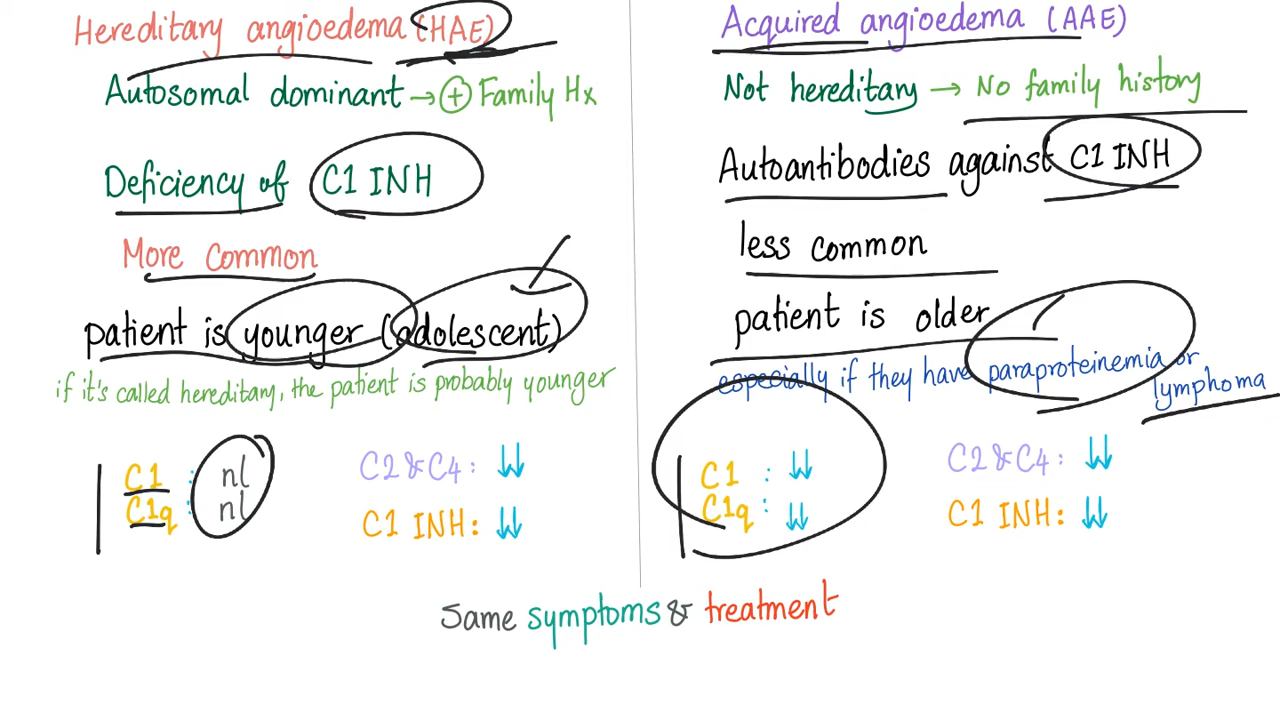 Hereditary angioedema (HAE)
Autosomal dominant → + Family Hx
Deficiency of C1 INH
More Common
patient is younger (adolescent)
if it's called hereditary, the patient is probably younger
C1 : nl
C1q : nl
C2 & C4 : ↓↓
C1 INH : ↓↓
Acquired angioedema (AAE)
Not hereditary → No family history
Autoantibodies against C1 INH
less common
patient is older
especially if they have paraproteinemia or
lymphoma
C1 : ↓↓
C1q : ↓↓
C2 & C4 : ↓↓
C1 INH : ↓↓
Same symptoms & treatment